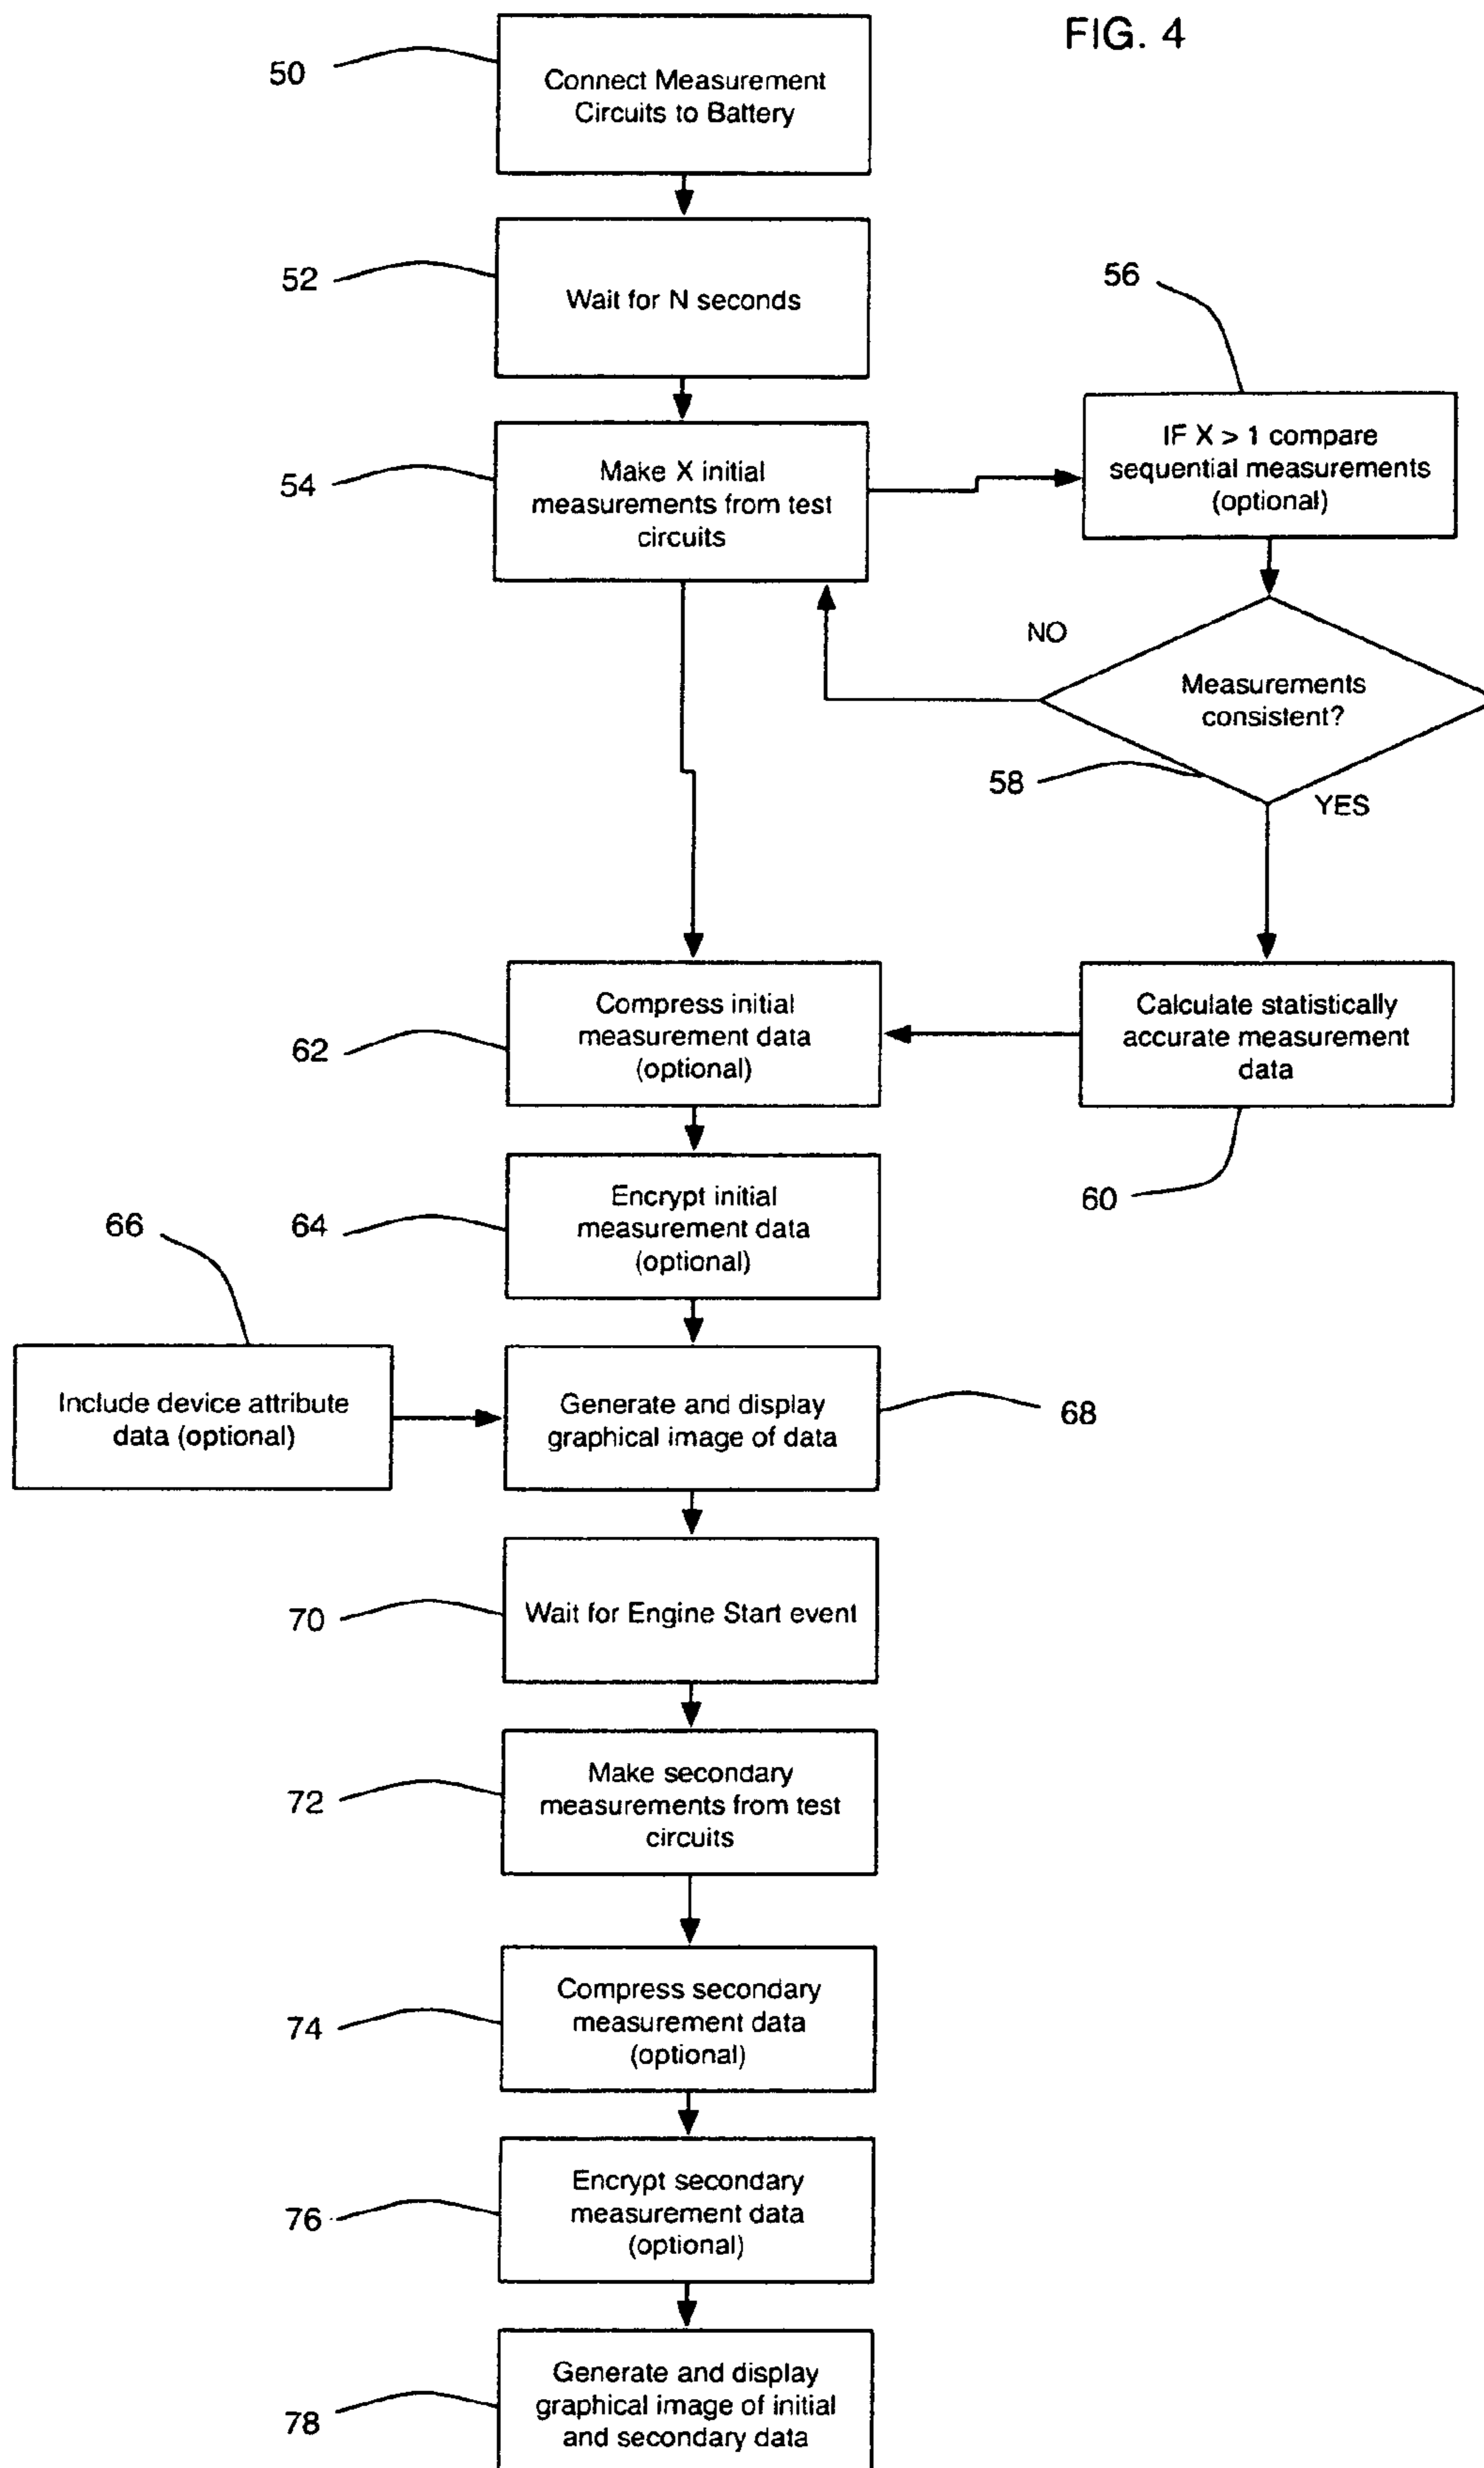 FIG. 4
50
Connect Measurement
Circuits to Battery
52
Wait for N seconds
54
Make X initial
measurements from test
circuits
56
IF X > 1 compare
sequential measurements
(optional)
NO
Measurements
consistent?
58
YES
62
Compress initial
measurement data
(optional)
Calculate statistically
accurate measurement
data
60
64
Encrypt initial
measurement data
(optional)
66
Include device attribute
data (optional)
Generate and display
graphical image of data
68
70
Wait for Engine Start event
72
Make secondary
measurements from test
circuits
74
Compress secondary
measurement data
(optional)
76
Encrypt secondary
measurement data
(optional)
78
Generate and display
graphical image of initial
and secondary data